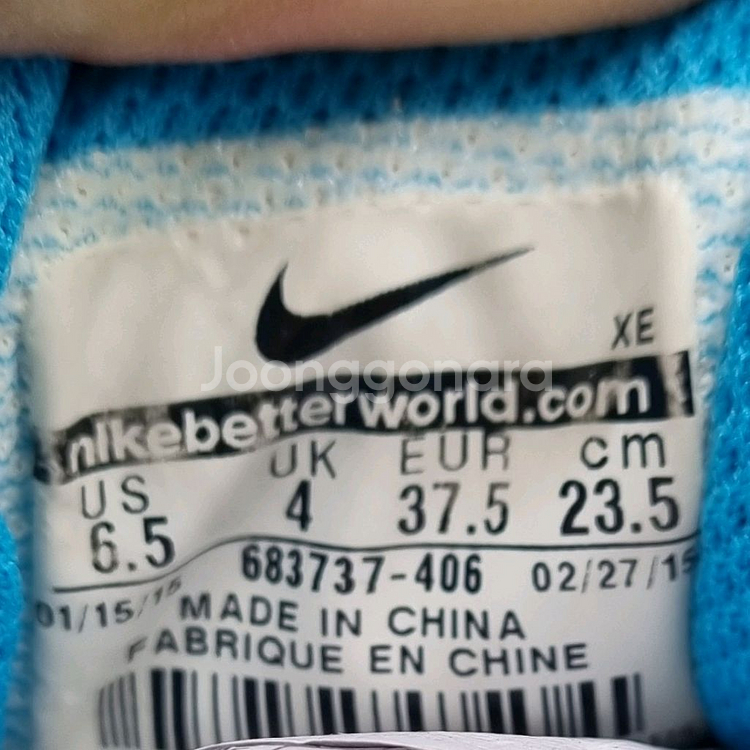 XE
Joonggonara
nikebetterworld.com
US UK EUR cm
6.5 4 37.5 23.5
01/15/15 683737-406 02/27/15
MADE IN CHINA
FABRIQUE EN CHINE